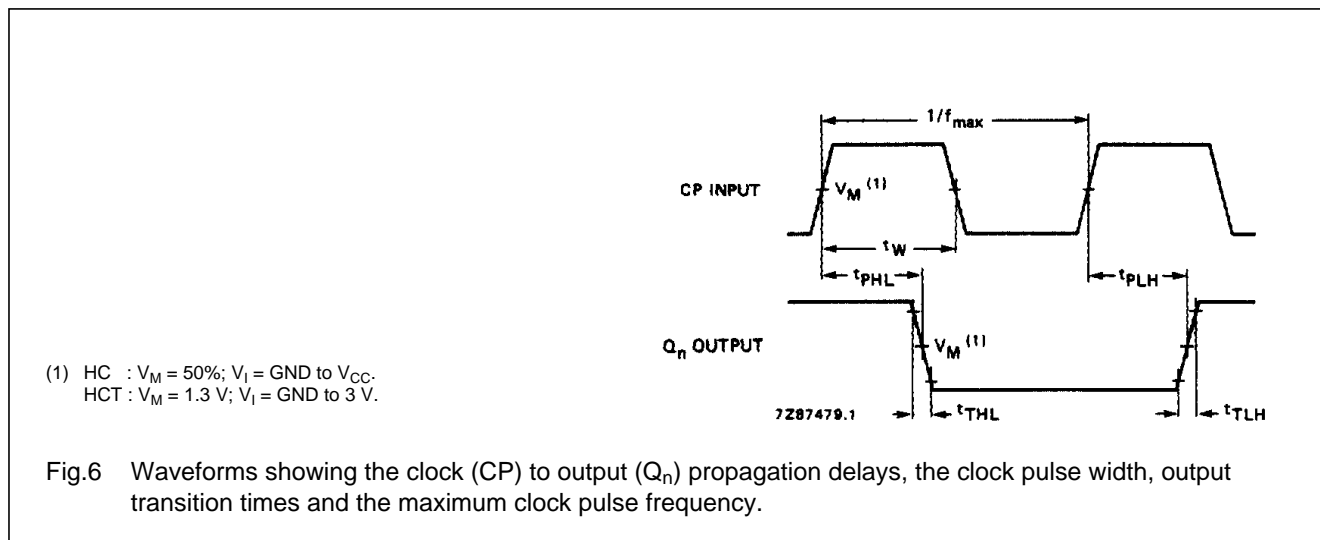 1/fmax
CP INPUT
VM (1)
tW
tPHL
tPLH
Qn OUTPUT
VM (1)
(1) HC : VM = 50%; VI = GND to VCC.
HCT : VM = 1.3 V; VI = GND to 3 V.
7Z87479.1
tTHL
tTLH
Fig.6 Waveforms showing the clock (CP) to output (Qn) propagation delays, the clock pulse width, output
transition times and the maximum clock pulse frequency.